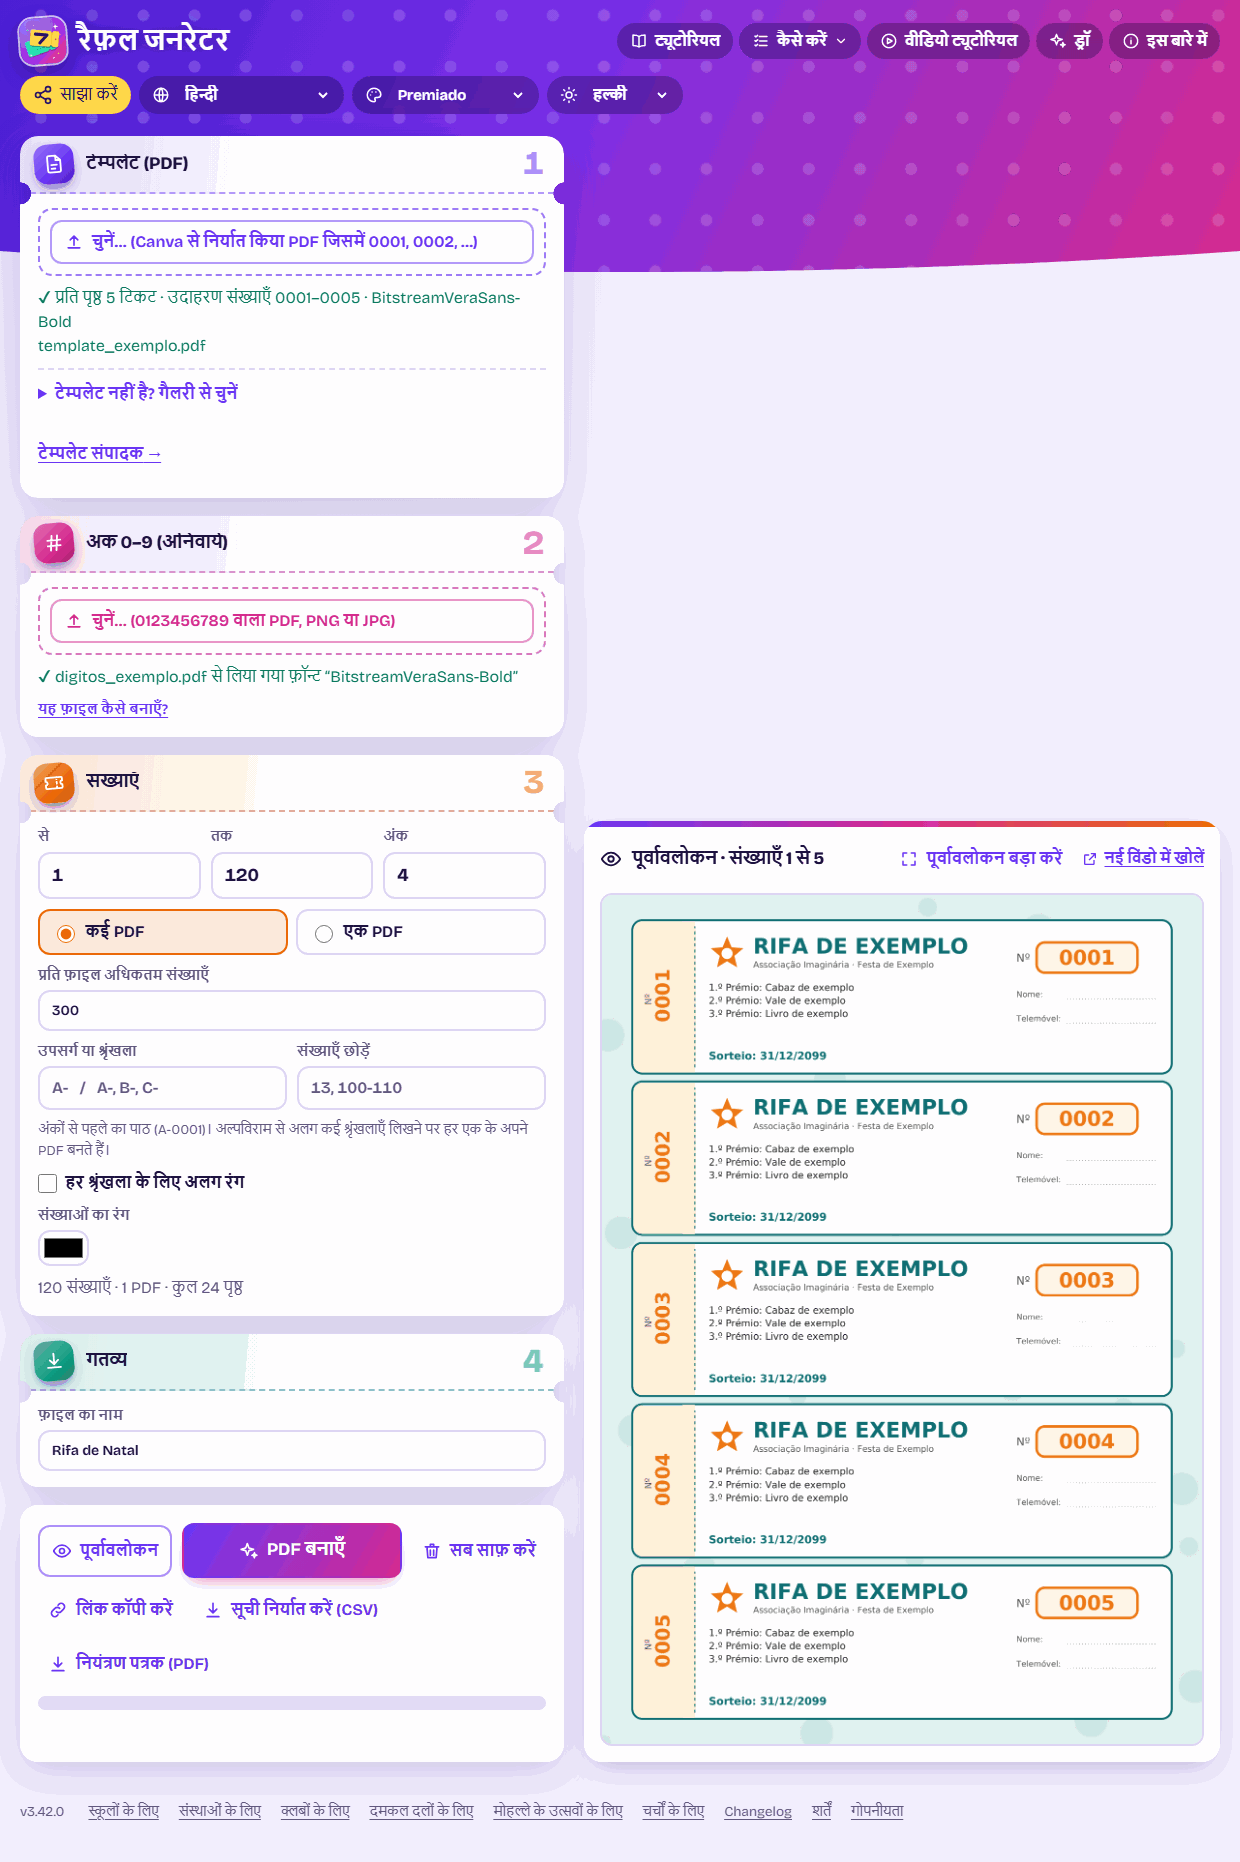 रैफ़ल जनरेटर
ट्यूटोरियल
कैसे करें
वीडियो ट्यूटोरियल
ड्रॉ
इस बारे में
साझा करें
हिन्दी
Premiado
हल्की
टेम्पलेट (PDF)
1
चुनें… (Canva से निर्यात किया PDF जिसमें 0001, 0002, …)
✓ प्रति पृष्ठ 5 टिकट · उदाहरण संख्याएँ 0001–0005 · BitstreamVeraSans-
Bold
template_exemplo.pdf
टेम्पलेट नहीं है? गैलरी से चुनें
टेम्पलेट संपादक →
अंक 0–9 (अनिवार्य)
2
चुनें… (0123456789 वाला PDF, PNG या JPG)
✓ digitos_exemplo.pdf से लिया गया फ़ॉन्ट “BitstreamVeraSans-Bold”
यह फ़ाइल कैसे बनाएँ?
संख्याएँ
3
से
तक
अंक
1
120
4
कई PDF
एक PDF
प्रति फ़ाइल अधिकतम संख्याएँ
300
उपसर्ग या श्रृंखला
संख्याएँ छोड़ें
A- / A-, B-, C-
13, 100-110
अंकों से पहले का पाठ (A-0001)। अल्पविराम से अलग कई श्रृंखलाएँ लिखने पर हर एक के अपने
PDF बनते हैं।
हर श्रृंखला के लिए अलग रंग
संख्याओं का रंग
120 संख्याएँ · 1 PDF · कुल 24 पृष्ठ
गंतव्य
4
फ़ाइल का नाम
Rifa de Natal
पूर्वावलोकन
PDF बनाएँ
सब साफ़ करें
लिंक कॉपी करें
सूची निर्यात करें (CSV)
नियंत्रण पत्रक (PDF)
पूर्वावलोकन · संख्याएँ 1 से 5
पूर्वावलोकन बड़ा करें
नई विंडो में खोलें
Nº 0001
RIFA DE EXEMPLO
Associação Imaginária · Festa de Exemplo
1.º Prémio: Cabaz de exemplo
2.º Prémio: Vale de exemplo
3.º Prémio: Livro de exemplo
Sorteio: 31/12/2099
Nº 0001
Nome:
Telemóvel:
Nº 0002
RIFA DE EXEMPLO
Associação Imaginária · Festa de Exemplo
1.º Prémio: Cabaz de exemplo
2.º Prémio: Vale de exemplo
3.º Prémio: Livro de exemplo
Sorteio: 31/12/2099
Nº 0002
Nome:
Telemóvel:
Nº 0003
RIFA DE EXEMPLO
Associação Imaginária · Festa de Exemplo
1.º Prémio: Cabaz de exemplo
2.º Prémio: Vale de exemplo
3.º Prémio: Livro de exemplo
Sorteio: 31/12/2099
Nº 0003
Nome:
Telemóvel:
Nº 0004
RIFA DE EXEMPLO
Associação Imaginária · Festa de Exemplo
1.º Prémio: Cabaz de exemplo
2.º Prémio: Vale de exemplo
3.º Prémio: Livro de exemplo
Sorteio: 31/12/2099
Nº 0004
Nome:
Telemóvel:
Nº 0005
RIFA DE EXEMPLO
Associação Imaginária · Festa de Exemplo
1.º Prémio: Cabaz de exemplo
2.º Prémio: Vale de exemplo
3.º Prémio: Livro de exemplo
Sorteio: 31/12/2099
Nº 0005
Nome:
Telemóvel:
v3.42.0 स्कूलों के लिए संस्थाओं के लिए क्लबों के लिए दमकल दलों के लिए मोहल्ले के उत्सवों के लिए चर्चों के लिए Changelog शर्तें गोपनीयता